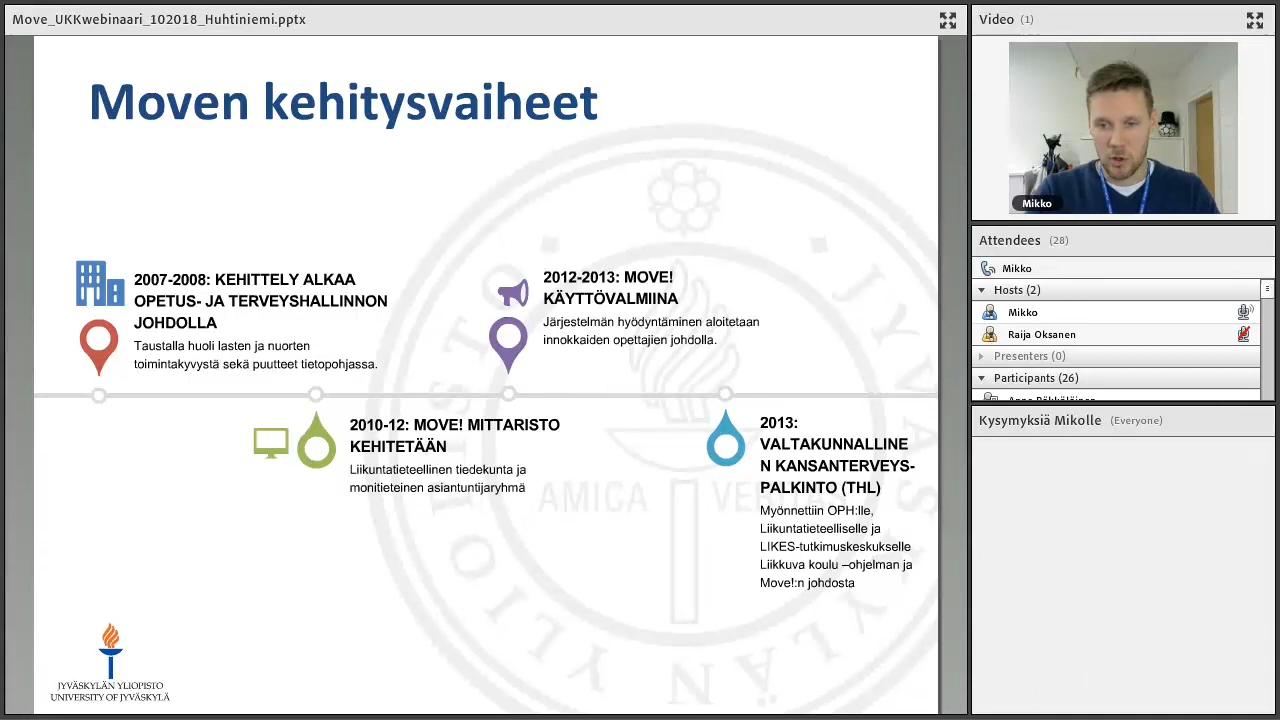 Move_UKKwebinaari_102018_Huhtiniemi.pptx
Moven kehitysvaiheet
2007-2008: KEHITTELY ALKAA
OPETUS- JA TERVEYSHALLINNON
JOHDOLLA
Taustalla huoli lasten ja nuorten
toimintakyvystä sekä puutteet tietopohjassa.
2012-2013: MOVE!
KÄYTTÖVALMIINA
Järjestelmän hyödyntäminen aloitetaan
innokkaiden opettajien johdolla.
2010-12: MOVE! MITTARISTO
KEHITETÄÄN
Liikuntatieteellinen tiedekunta ja
monitieteinen asiantuntijaryhmä
2013:
VALTAKUNNALLINE
N KANSANTERVEYS-
PALKINTO (THL)
Myönnettiin OPH:lle,
Liikuntatieteelliselle ja
LIKES-tutkimuskeskukselle
Liikkuva koulu –ohjelman ja
Move!:n johdosta
AMICA VERITAS
JYVÄSKYLÄN YLIOPISTO
UNIVERSITY OF JYVÄSKYLÄ
Video (1)
Mikko
Attendees (28)
Mikko
Hosts (2)
Mikko
Raija Oksanen
Presenters (0)
Participants (26)
Kysymyksiä Mikolle (Everyone)